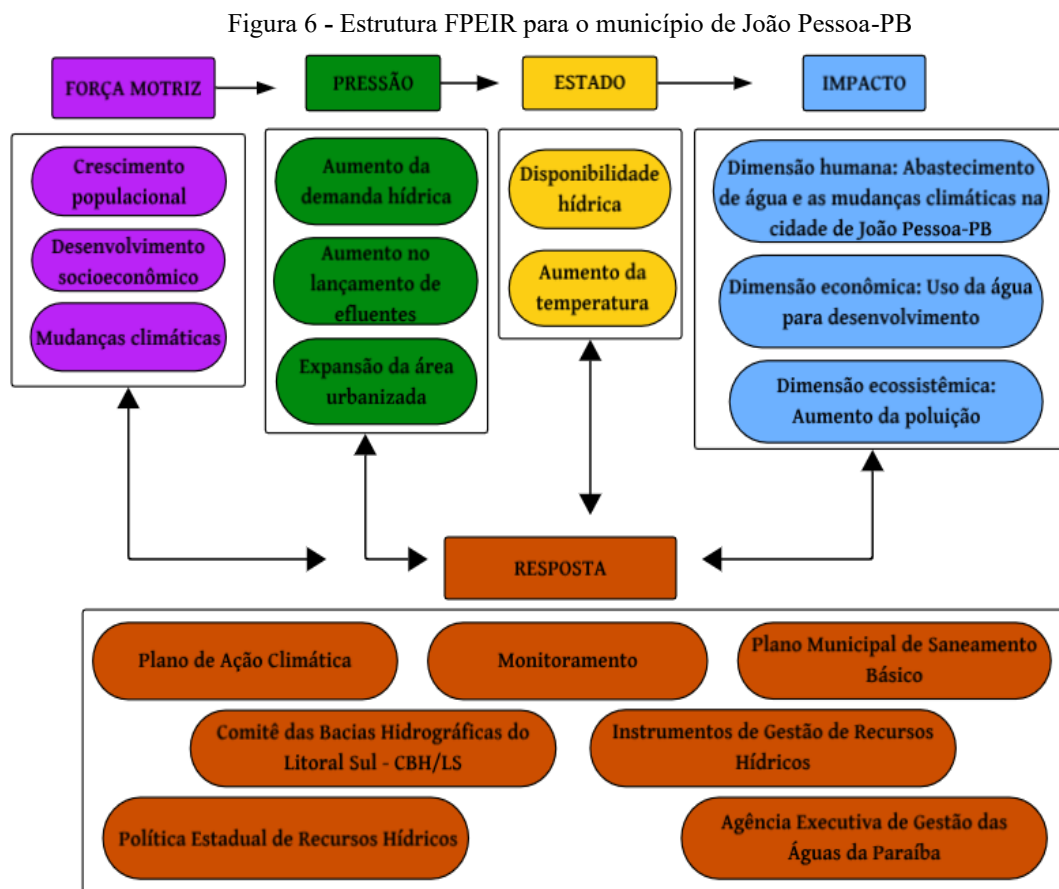 Figura 6 - Estrutura FPEIR para o município de João Pessoa-PB
FORÇA MOTRIZ
PRESSÃO
ESTADO
IMPACTO
Crescimento
populacional
Desenvolvimento
socioeconômico
Mudanças climáticas
Aumento da
demanda hídrica
Aumento no
lançamento de
efluentes
Expansão da área
urbanizada
Disponibilidade
hídrica
Aumento da
temperatura
Dimensão humana: Abastecimento
de água e as mudanças climáticas na
cidade de João Pessoa-PB
Dimensão econômica: Uso da água
para desenvolvimento
Dimensão ecossistêmica:
Aumento da poluição
RESPOSTA
Plano de Ação Climática
Monitoramento
Plano Municipal de Saneamento
Básico
Comitê das Bacias Hidrográficas do
Litoral Sul - CBH/LS
Instrumentos de Gestão de Recursos
Hídricos
Política Estadual de Recursos Hídricos
Agência Executiva de Gestão das
Águas da Paraíba